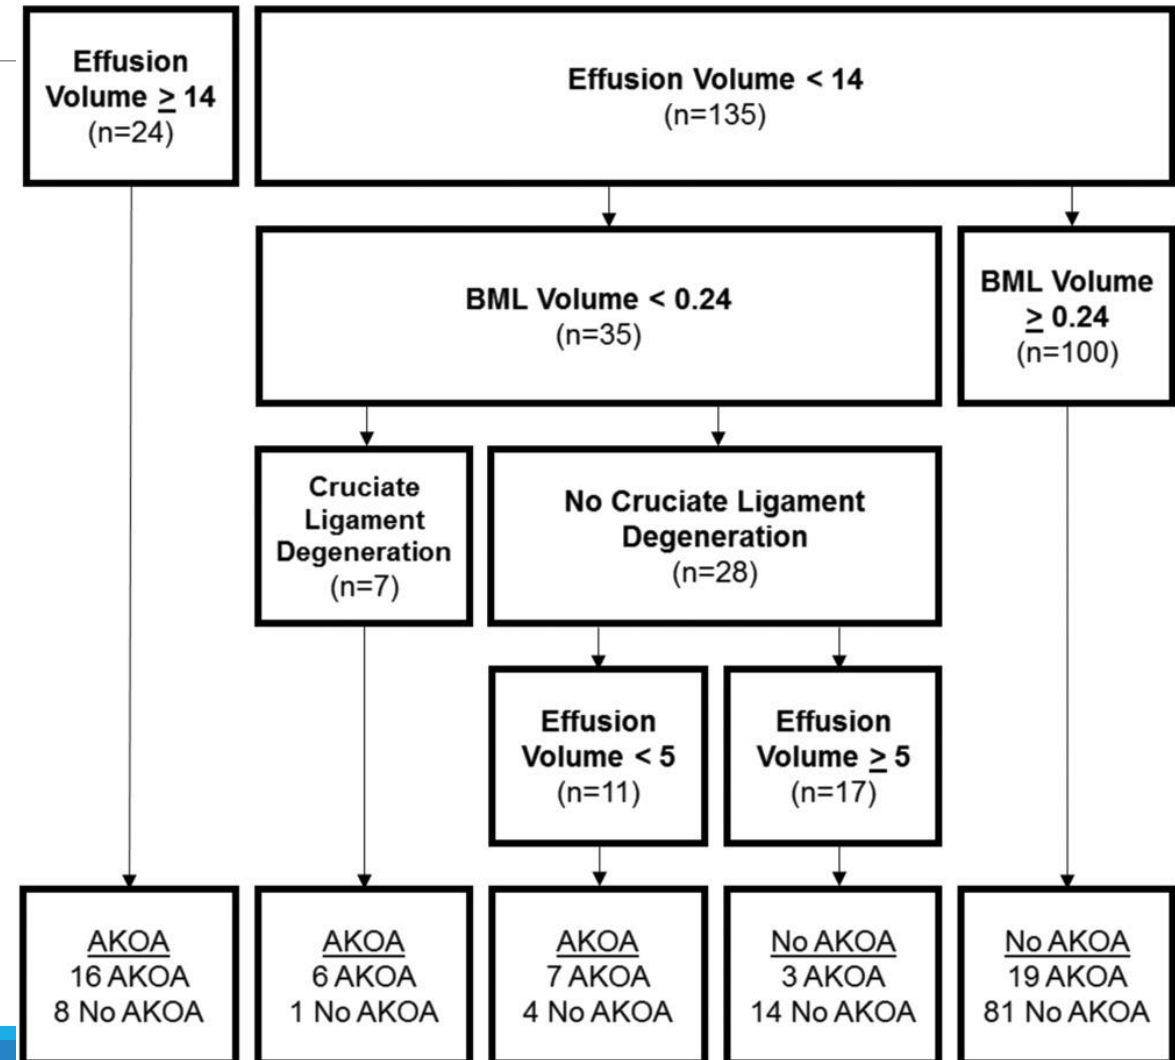 Effusion
Volume ≥ 14
(n=24)
Effusion Volume < 14
(n=135)
BML Volume < 0.24
(n=35)
BML Volume
≥ 0.24
(n=100)
Cruciate
Ligament
Degeneration
(n=7)
No Cruciate Ligament
Degeneration
(n=28)
Effusion
Volume < 5
(n=11)
Effusion
Volume ≥ 5
(n=17)
AKOA
16 AKOA
8 No AKOA
AKOA
6 AKOA
1 No AKOA
AKOA
7 AKOA
4 No AKOA
No AKOA
3 AKOA
14 No AKOA
No AKOA
19 AKOA
81 No AKOA